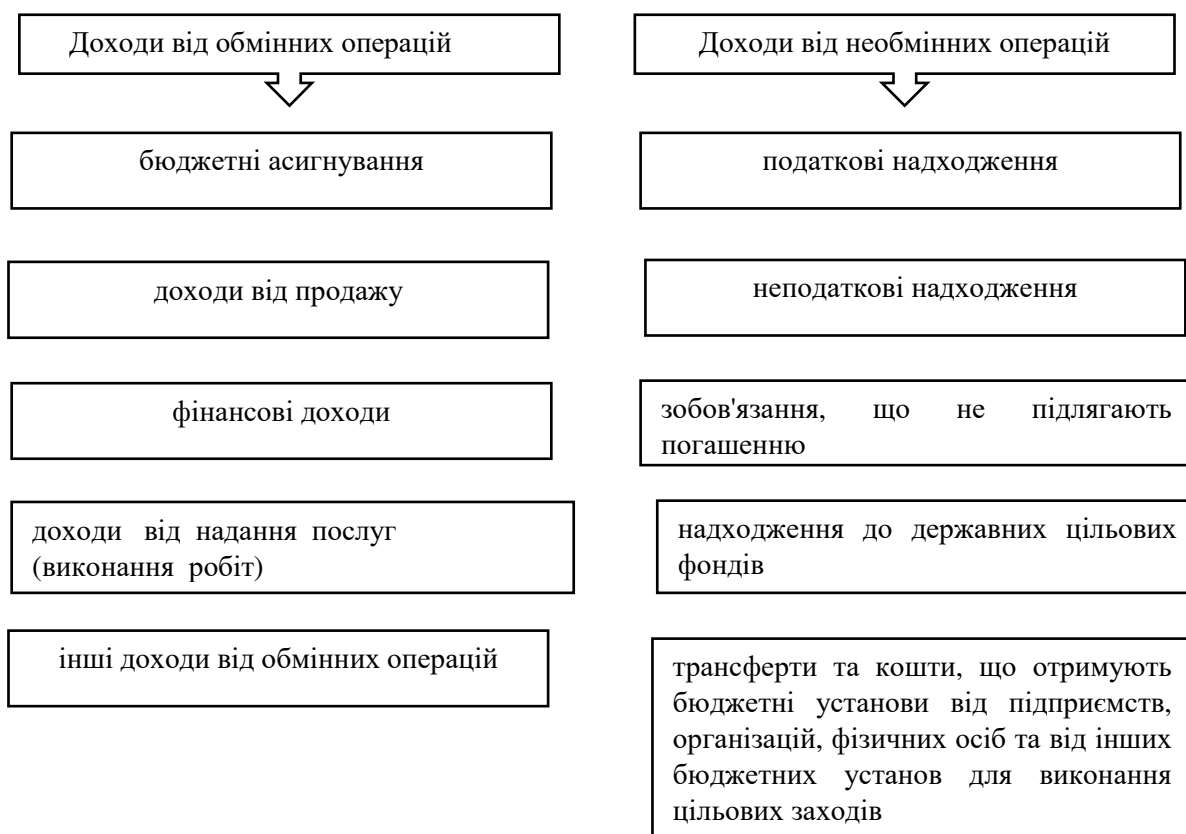 Доходи від обмінних операцій
бюджетні асигнування
доходи від продажу
фінансові доходи
доходи від надання послуг
(виконання робіт)
інші доходи від обмінних операцій
Доходи від необмінних операцій
податкові надходження
неподаткові надходження
зобов'язання, що не підлягають
погашенню
надходження до державних цільових
фондів
трансферти та кошти, що отримують
бюджетні установи від підприємств,
організацій, фізичних осіб та від інших
бюджетних установ для виконання
цільових заходів